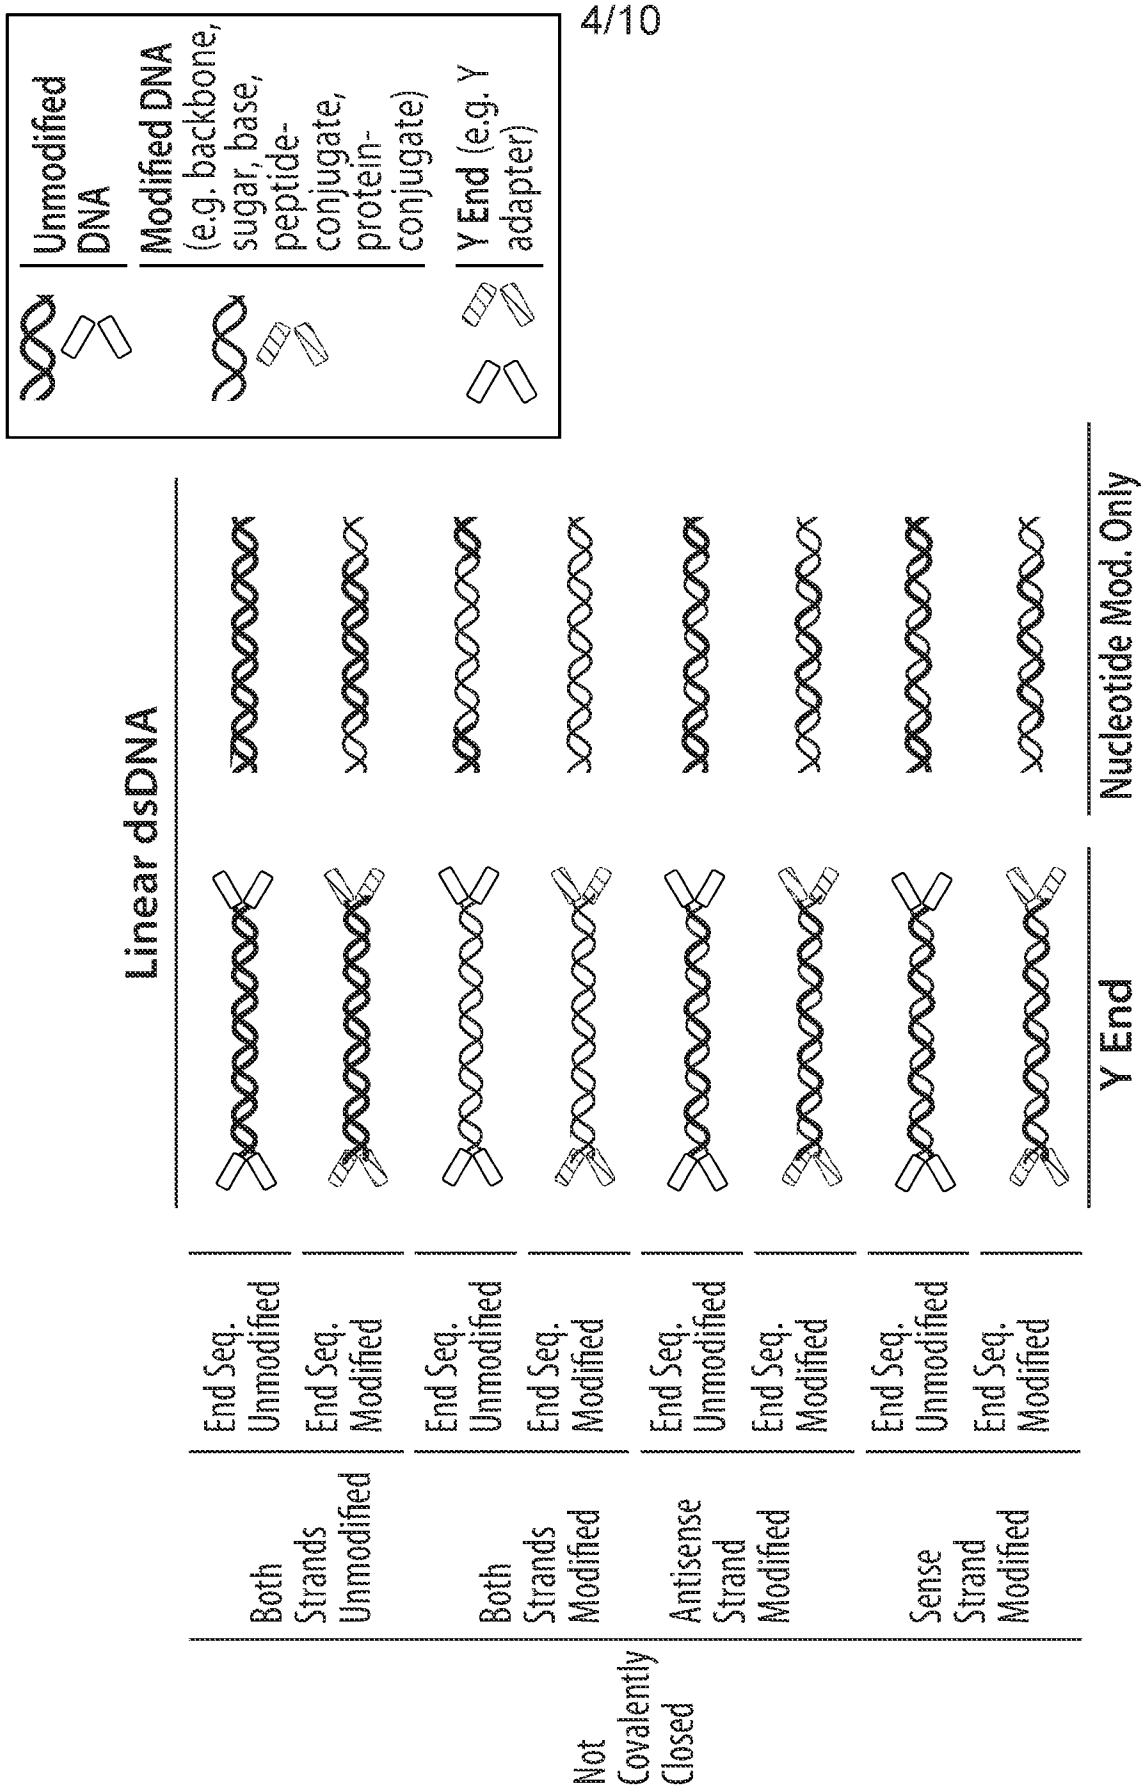 4/10
Unmodified
DNA
Modified DNA
(e.g. backbone,
sugar, base,
peptide-
conjugate,
protein-
conjugate)
Y End (e.g. Y
adapter)
Linear dsDNA
Y End
Nucleotide Mod. Only
Not
Covalently
Closed
Both
Strands
Unmodified
End Seq.
Unmodified
End Seq.
Modified
Both
Strands
Modified
End Seq.
Unmodified
End Seq.
Modified
Antisense
Strand
Modified
End Seq.
Unmodified
End Seq.
Modified
Sense
Strand
Modified
End Seq.
Unmodified
End Seq.
Modified